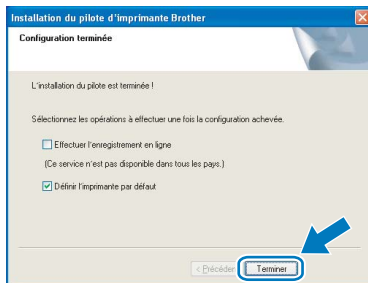 Installation du pilote d'imprimante Brother
Configuration terminée
L'installation du pilote est terminée !
Sélectionnez les opérations à effectuer une fois la configuration achevée.
Effectuer l'enregistrement en ligne
(Ce service n'est pas disponible dans tous les pays.)
Définir l'imprimante par défaut
< Précéden Terminer